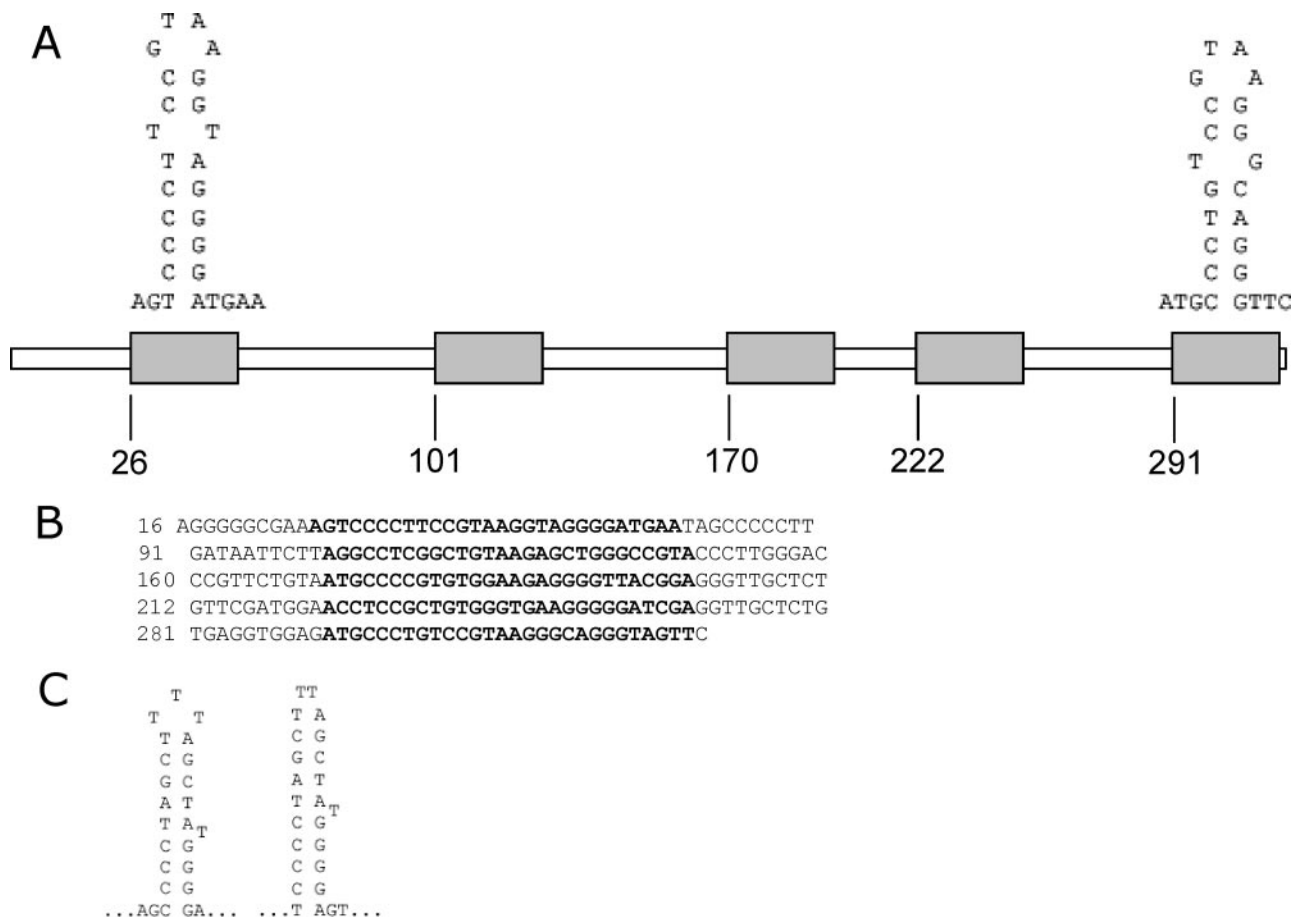 A
T A
G A
C G
C G
T T
T A
C G
C G
C G
C G
AGT ATGAA
T A
G A
C G
C G
T G
G C
T A
C G
C G
ATGC GTTC
26 101 170 222 291
B
16 AGGGGGCGAAAGTCCCCTTCCGTAAGGTAGGGGATGAATAGCCCCCTT
91 GATAATTCTTAGGCCTCGGCTGTAAGAGCTGGGCCGTACCCTTGGGAC
160 CCGTTCTGTAATGCCCCGTGTGGAAGAGGGGTTACGGAGGGTTGCTCT
212 GTTCGATGGAACCTCCGCTGTGGGTGAAGGGGGATCGAGGTTGCTCTG
281 TGAGGTGGAGATGCCCTGTCCGTAAGGGCAGGGTAGTTC
C
T
T T
T A
C G
G C
A T
T A T
C G
C G
C G
...AGC GA...
TT
T A
C G
G C
A T
T A T
C G
C G
C G
C G
...T AGT...